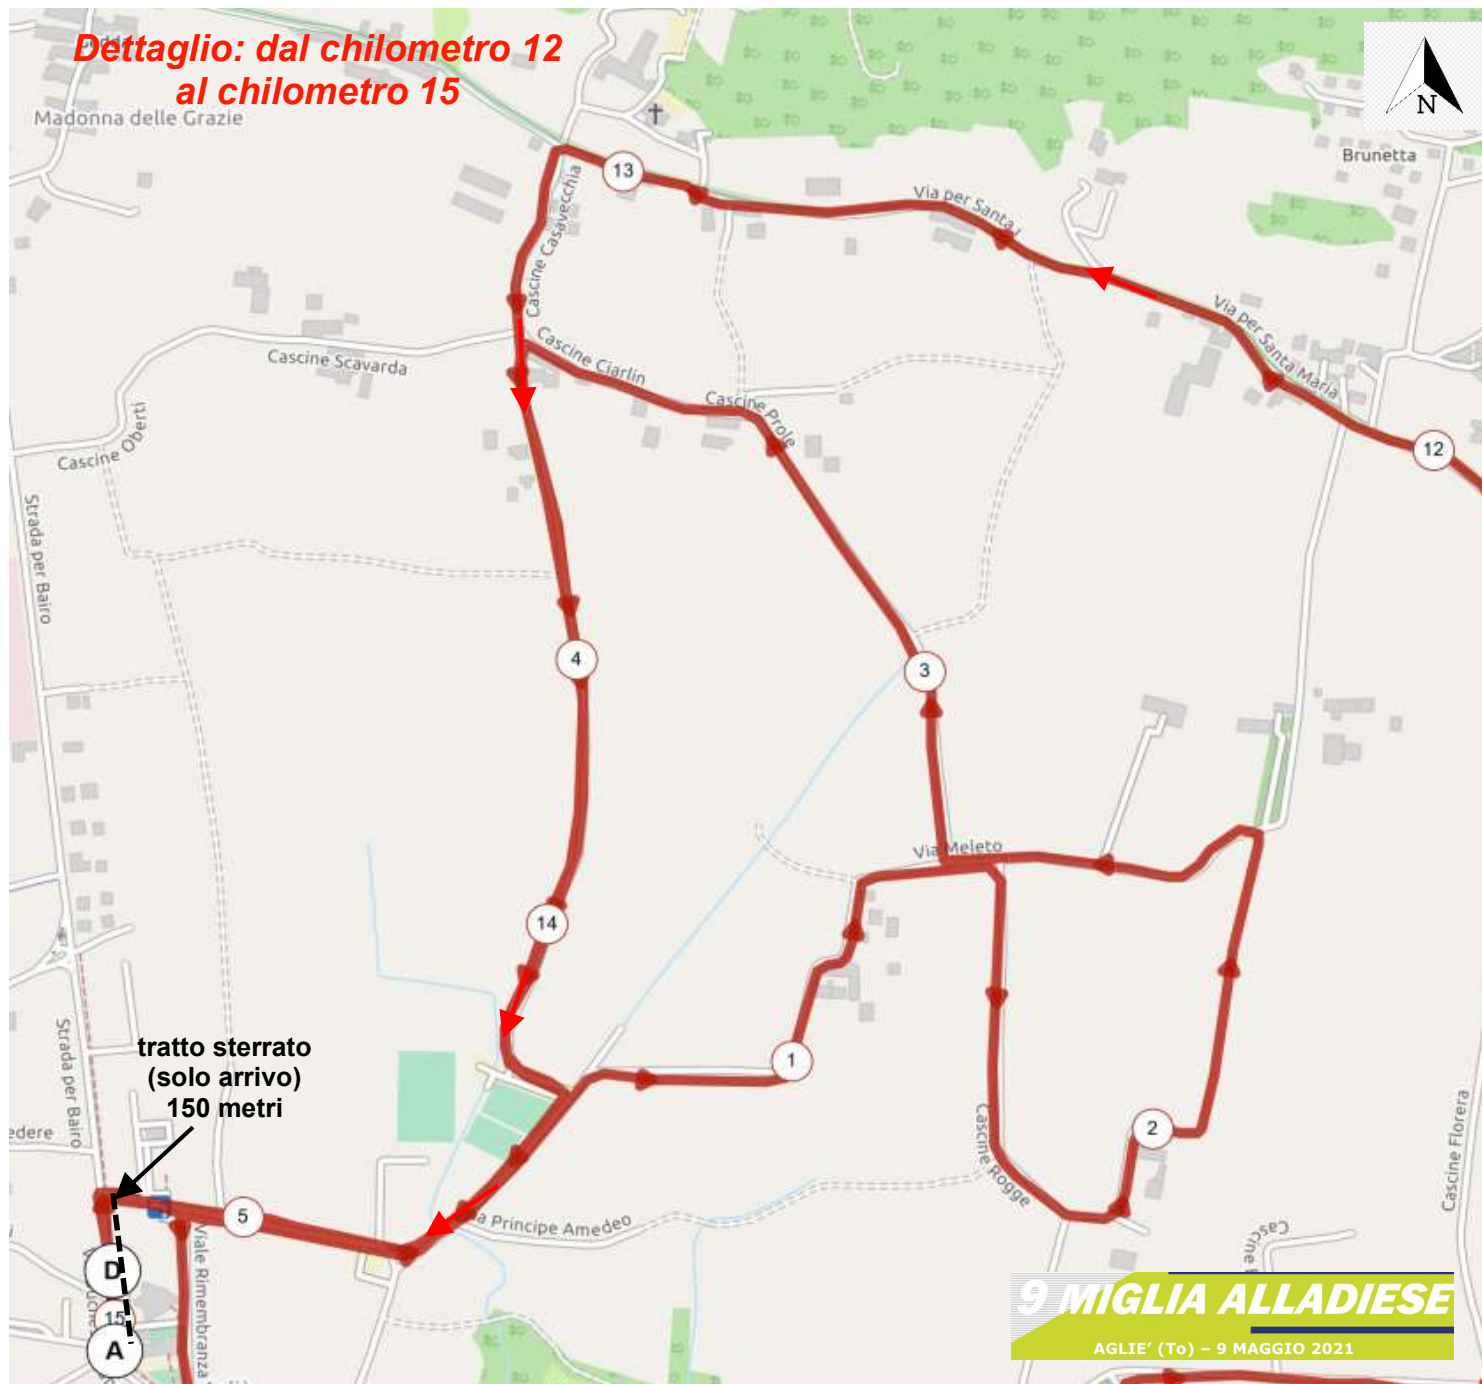 Dettaglio: dal chilometro 12
al chilometro 15
Madonna delle Grazie
N
Brunetta
13
Via per Santa
Cascine Casavecchia
Via per Santa Maria
Cascine Ciarlin
Cascine Scavarda
Cascine Prole
Cascine Oberti
12
Strada per Bairo
4
3
Via Meleto
14
Strada per Bairo
tratto sterrato
(solo arrivo)
150 metri
1
2
Cascine Rogge
Cascine Florera
5
Principe Amedeo
Viale Rimembranza
D
15
A
9 MIGLIA ALLADIESE
AGLIE' (To) – 9 MAGGIO 2021